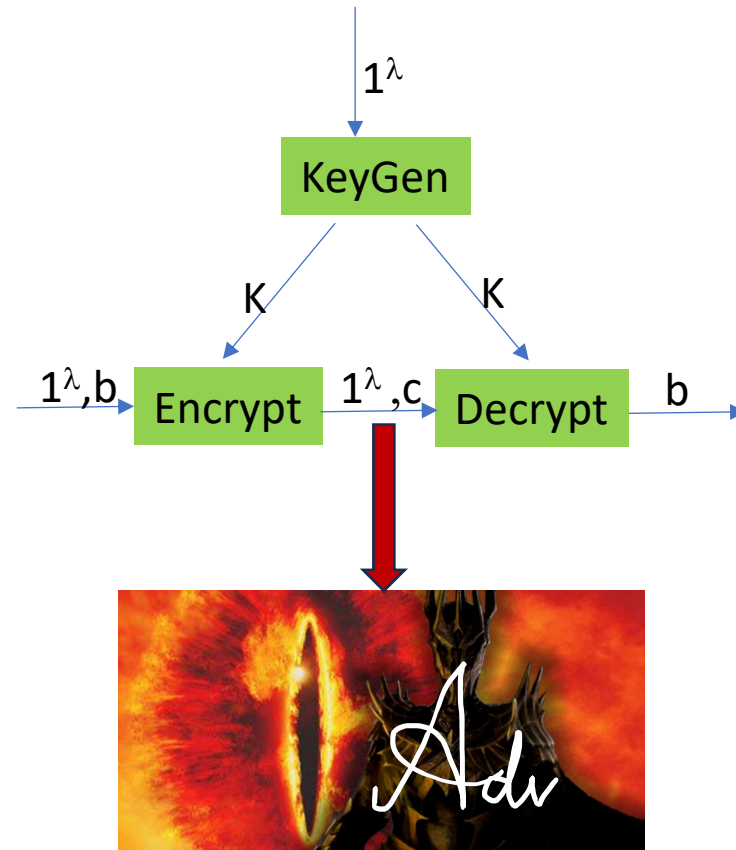 1^λ
KeyGen
K K
1^λ,b Encrypt 1^λ ,c Decrypt b
Adv